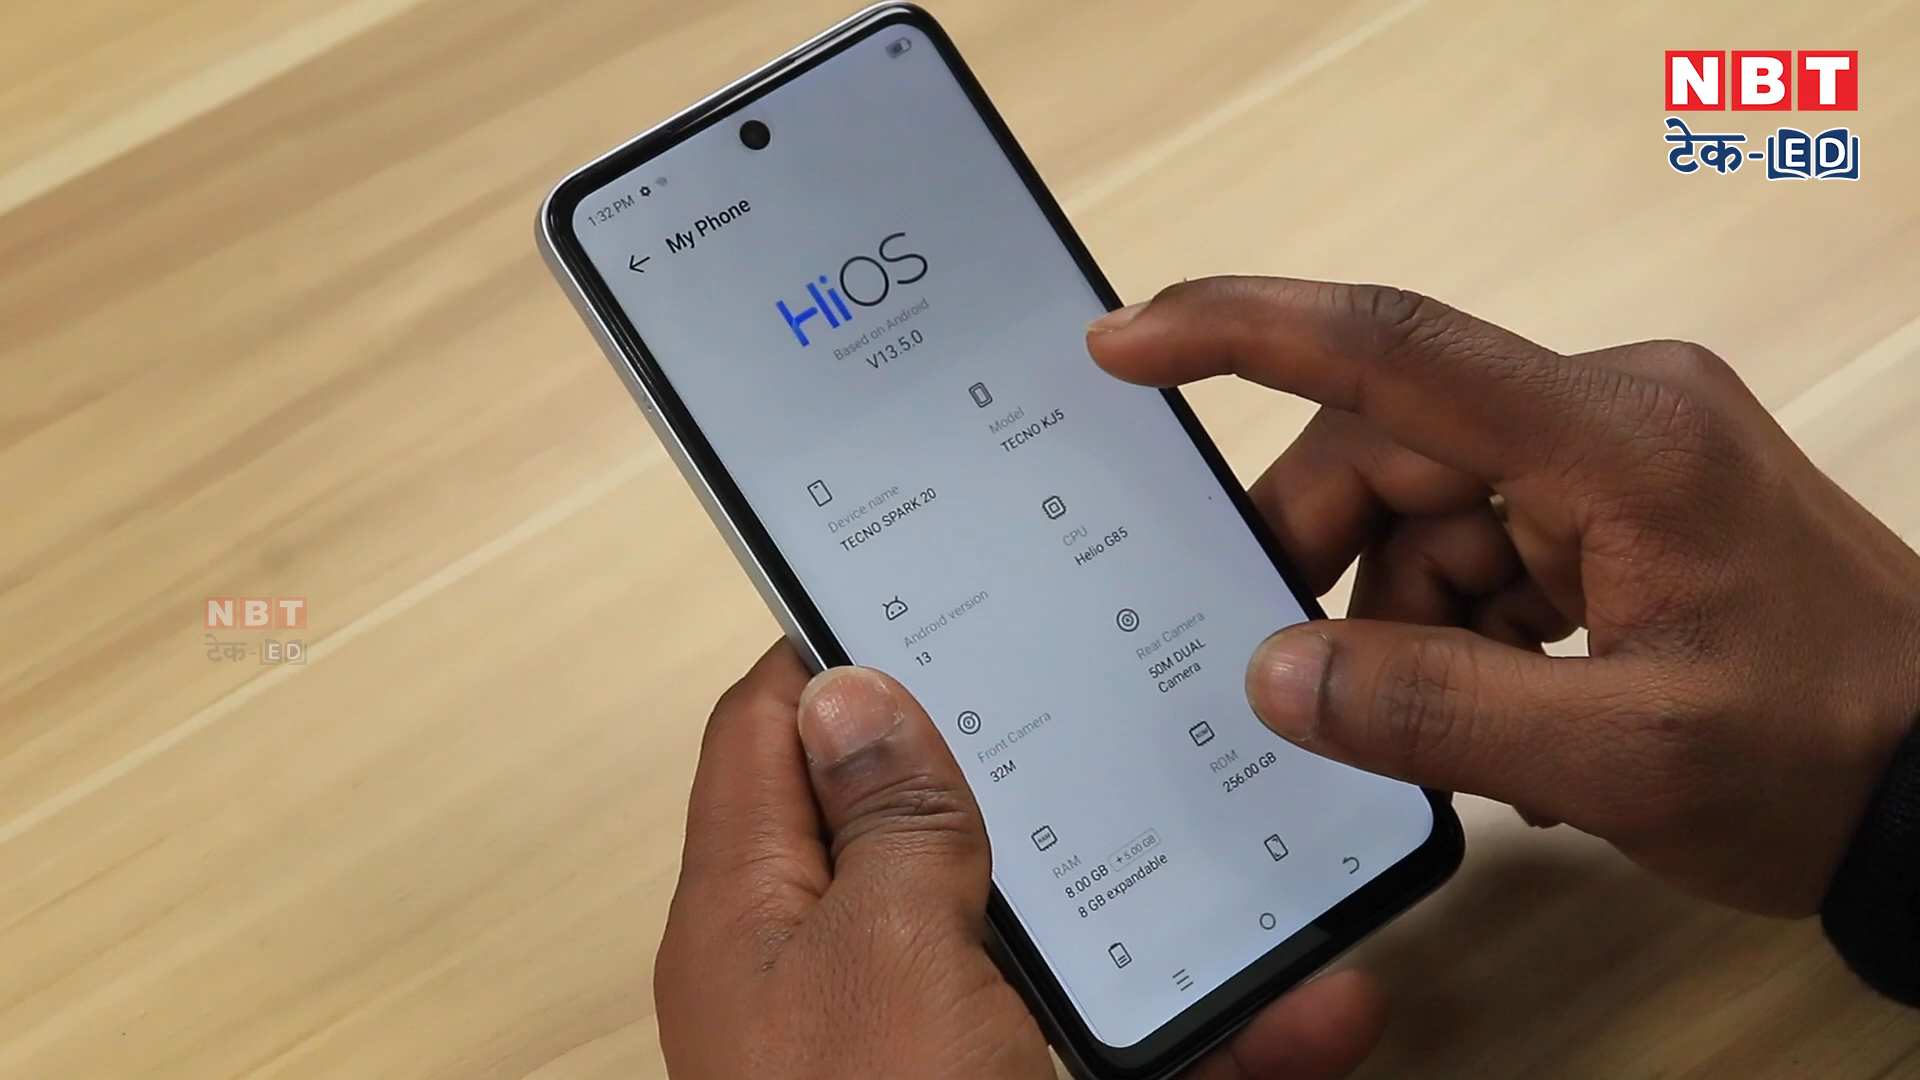 NBT
टेक-ED
1:32 PM
My Phone
HiOS
Based on Android
V13.5.0
Device name
TECNO SPARK 20
Model
TECNO KJ5
Android version
13
CPU
Helio G85
Front Camera
32M
Rear Camera
50M DUAL
Camera
RAM
8.00 GB + 5.00 GB
8 GB expandable
ROM
256.00 GB
NBT
टेक-ED